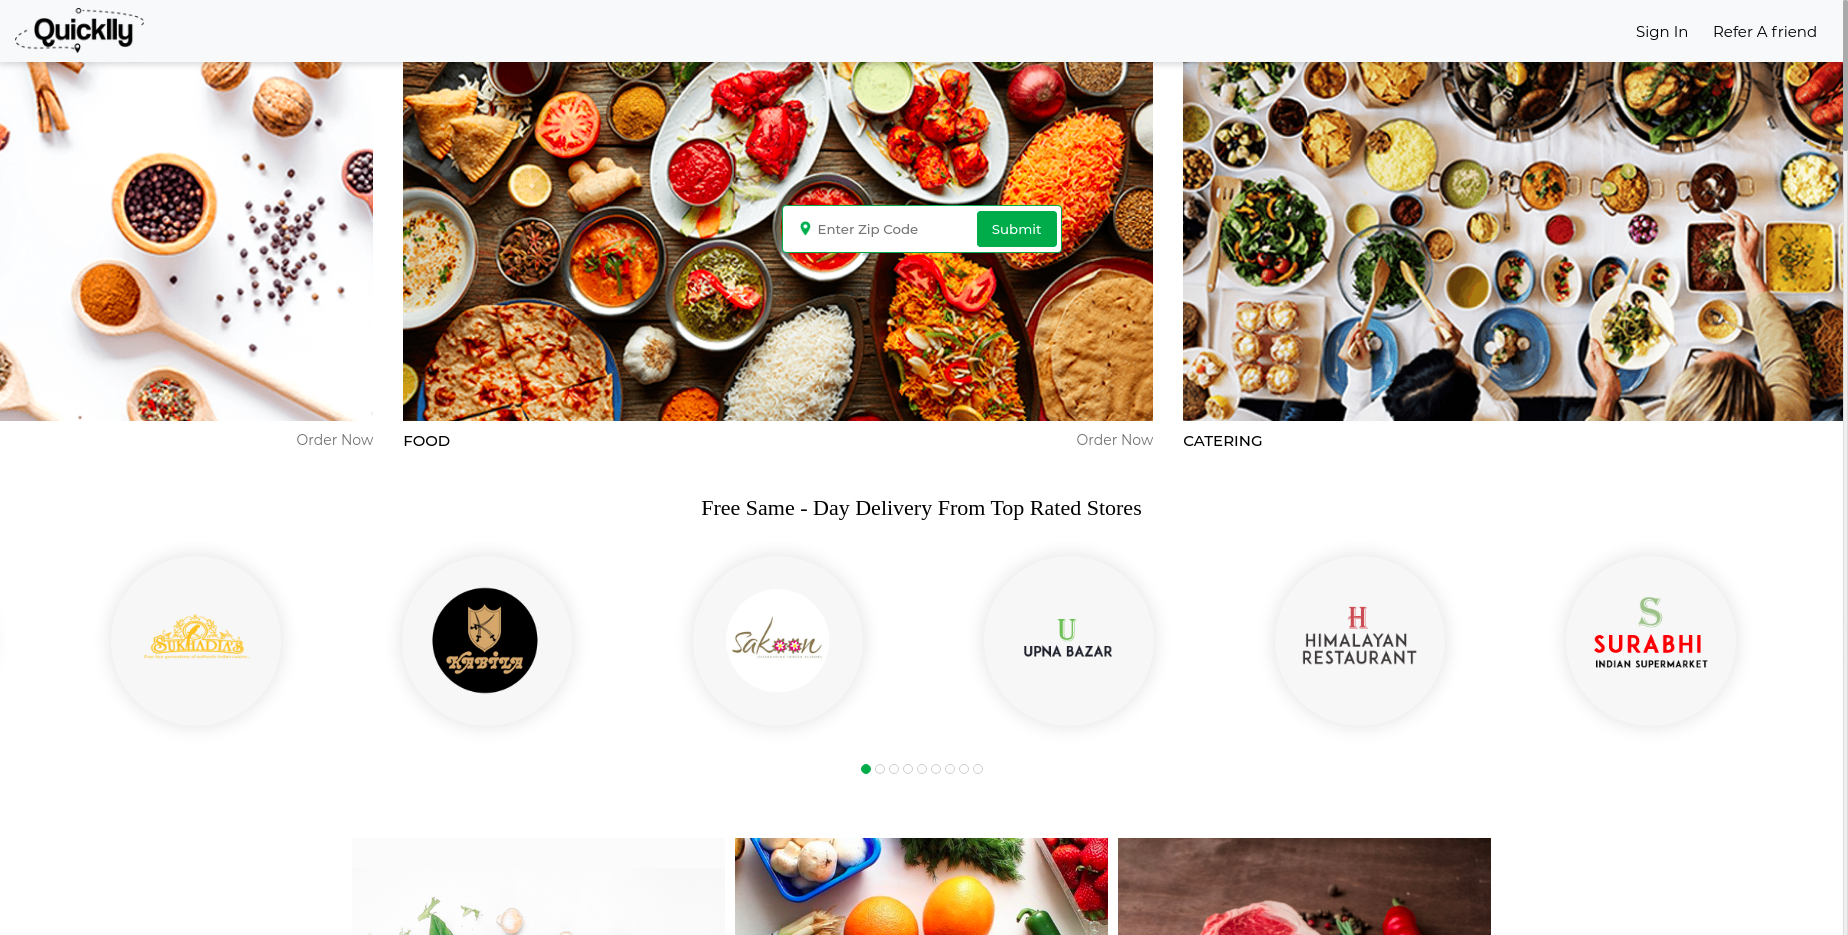 Quicklly
Sign In
Refer A friend
Enter Zip Code
Submit
Order Now
FOOD
Order Now
CATERING
Free Same - Day Delivery From Top Rated Stores
SUKHADIA'S
KABILA
Sakoon
U
UPNA BAZAR
H
HIMALAYAN
RESTAURANT
S
SURABHI
INDIAN SUPERMARKET